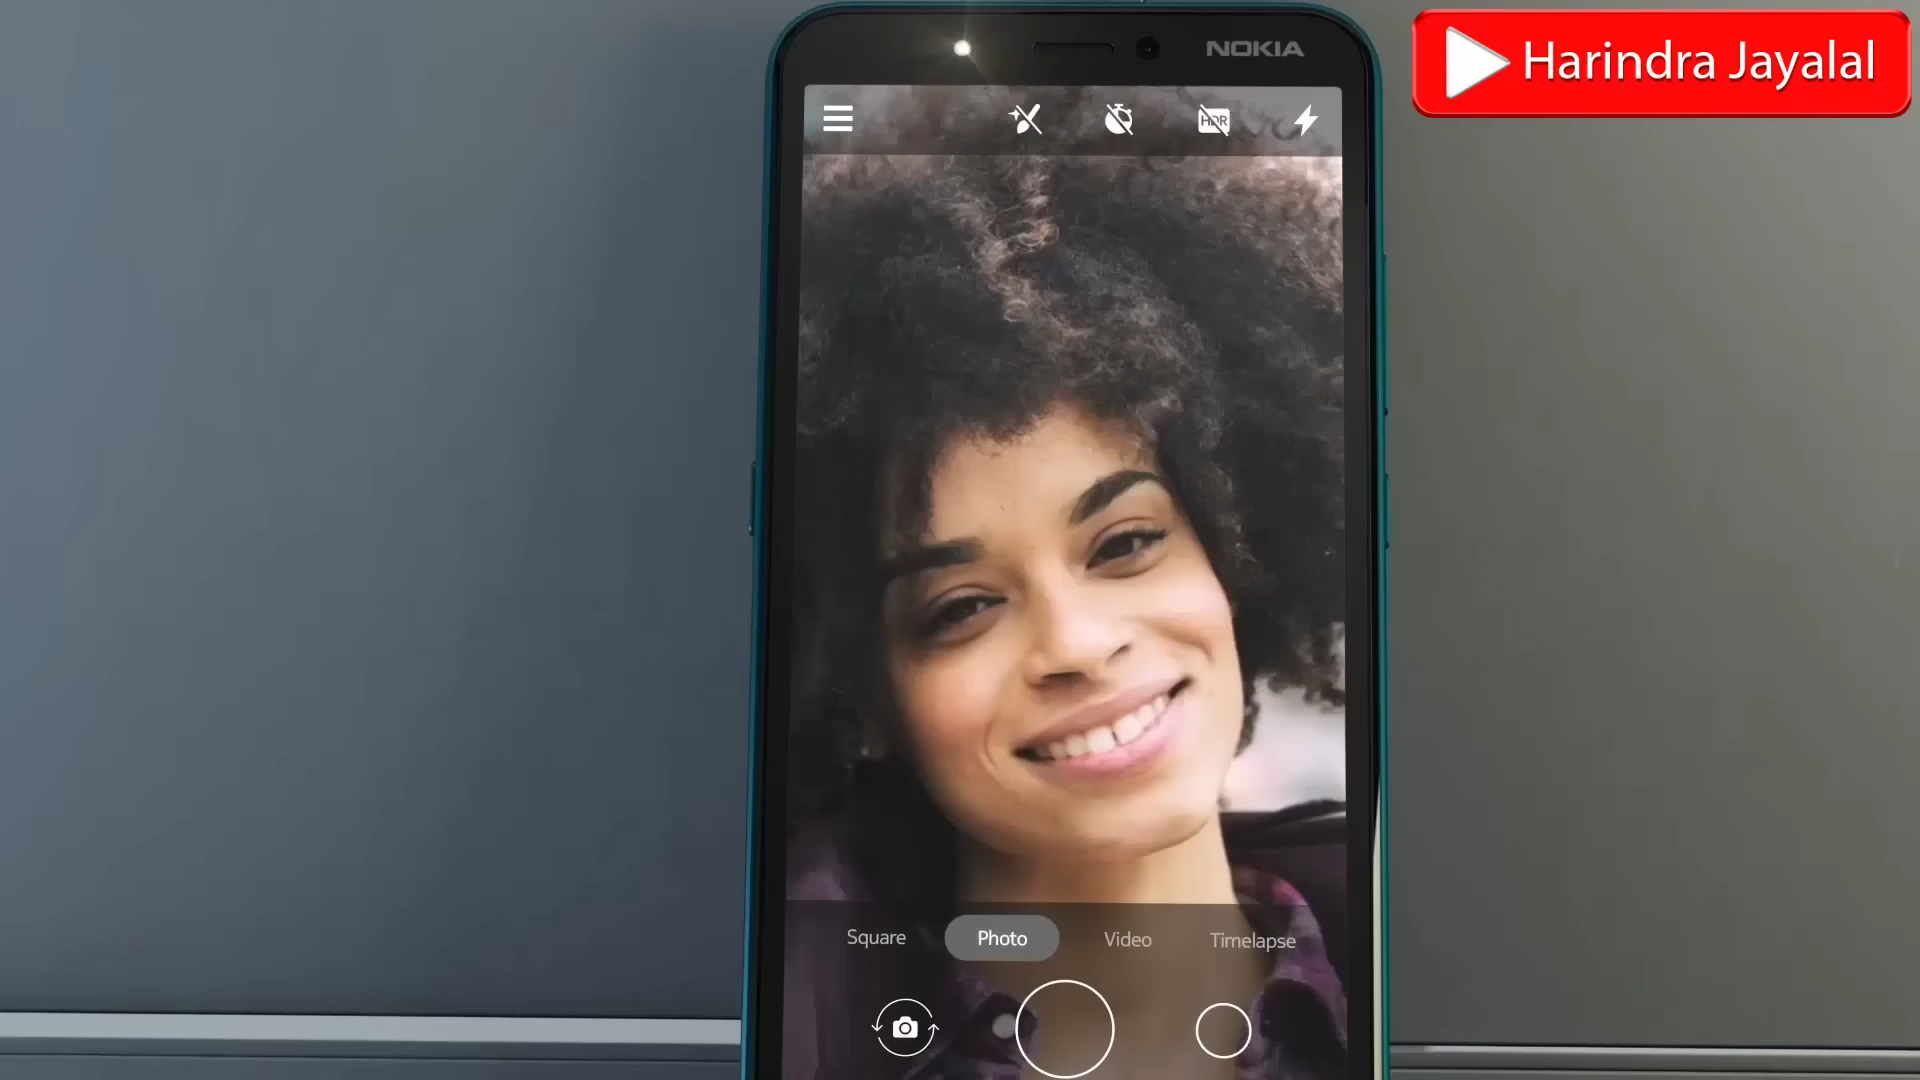 NOKIA
Harindra Jayalal
HDR
Square
Photo
Video
Timelapse